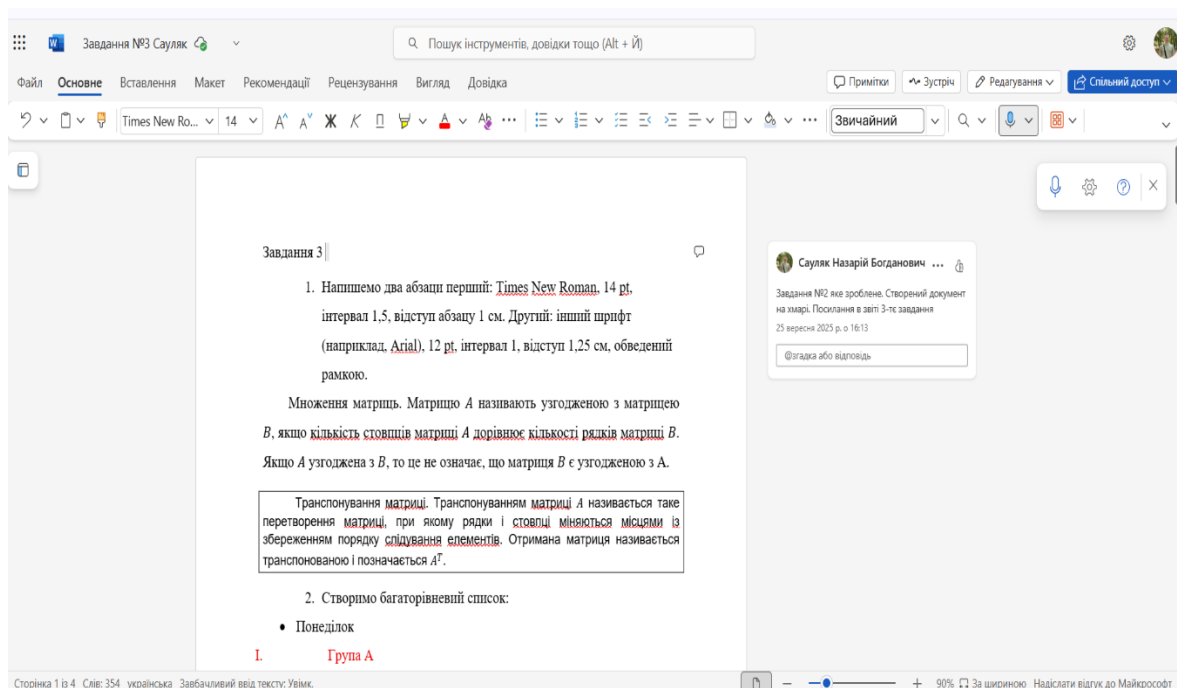 Завдання №3 Сауляк
Пошук інструментів, довідки тощо (Alt + Й)
Файл Основне Вставлення Макет Рекомендації Рецензування Вигляд Довідка
Примітки Зустріч Редагування Спільний доступ
Times New Ro... 14 Ж К П Звичайний
Завдання 3
1. Напишемо два абзаци перший: Times New Roman, 14 pt,
інтервал 1,5, відступ абзацу 1 см. Другий: інший шрифт
(наприклад, Arial), 12 pt, інтервал 1, відступ 1,25 см, обведений
рамкою.
Множення матриць. Матрицю A називають узгодженою з матрицею
B, якщо кількість стовпців матриці A дорівнює кількості рядків матриці B.
Якщо A узгоджена з B, то це не означає, що матриця B є узгодженою з А.
Транспонування матриці. Транспонуванням матриці A називається таке
перетворення матриці, при якому рядки і стовпці міняються місцями із
збереженням порядку слідування елементів. Отримана матриця називається
транспонованою і позначається Aᵀ.
2. Створимо багаторівневий список:
• Понеділок
I. Група А
Сауляк Назарій Богданович ...
Завдання №2 яке зроблене. Створений документ
на хмарі. Посилання в звіті 3-тє завдання
25 вересня 2025 р. о 16:13
@згадка або відповідь
Сторінка 1 із 4 Слів: 354 українська Завбачливий ввід тексту: Увімк.
90% За шириною Надіслати відгук до Майкрософт